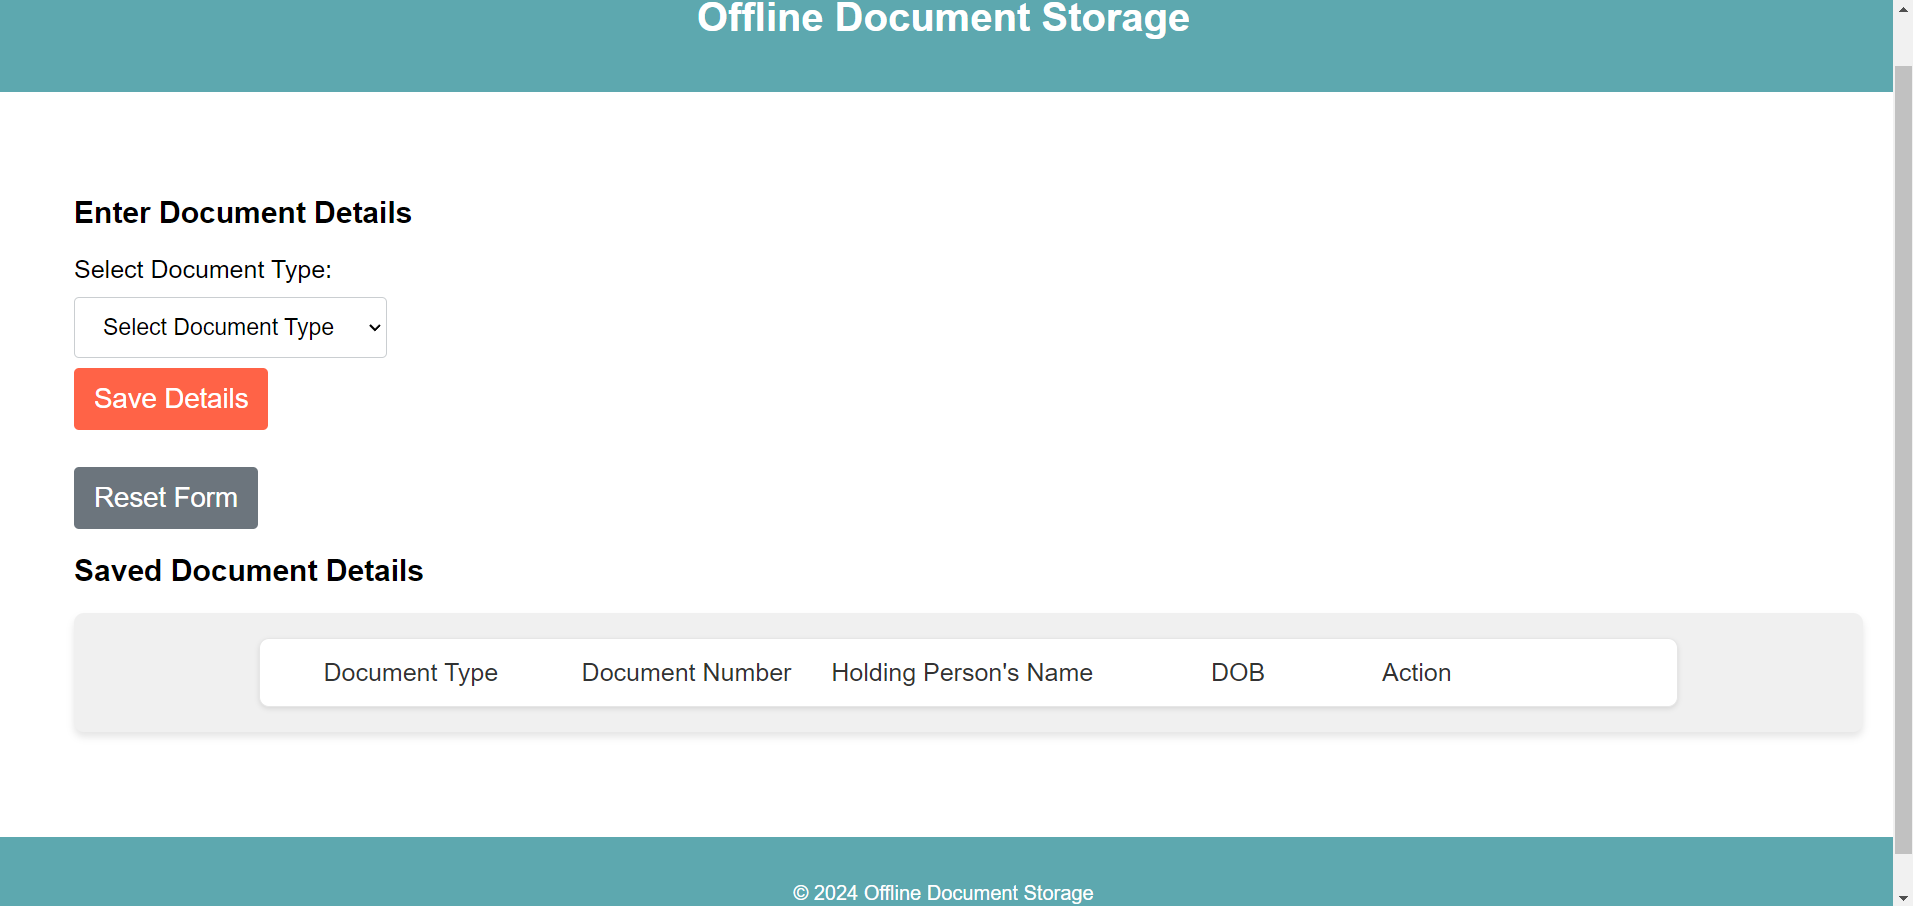 Offline Document Storage
Enter Document Details
Select Document Type:
Select Document Type
Save Details
Reset Form
Saved Document Details
Document Type Document Number Holding Person's Name DOB Action
© 2024 Offline Document Storage